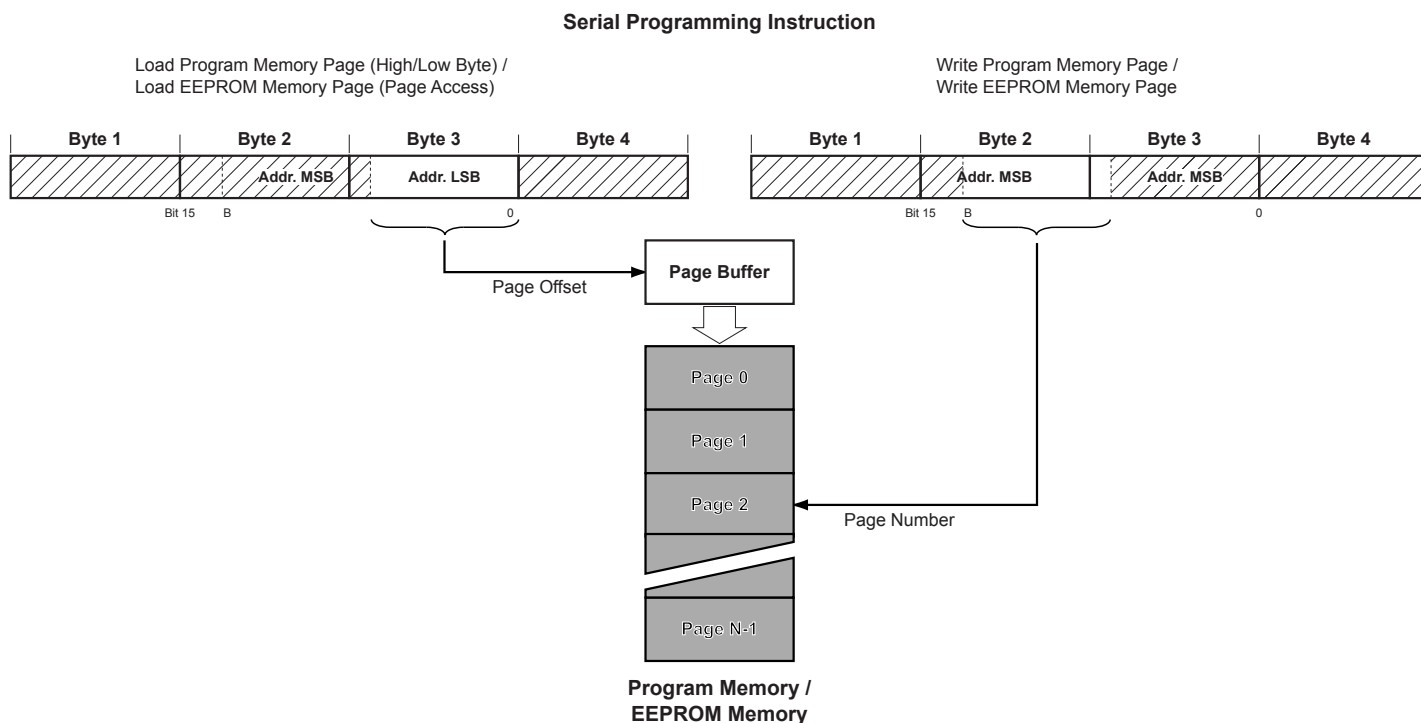 Serial Programming Instruction
Load Program Memory Page (High/Low Byte) /
Load EEPROM Memory Page (Page Access)
Write Program Memory Page /
Write EEPROM Memory Page
Byte 1 Byte 2 Byte 3 Byte 4
Byte 1 Byte 2 Byte 3 Byte 4
Addr. MSB Addr. LSB
Addr. MSB Addr. MSB
Bit 15 B 0
Bit 15 B 0
Page Buffer
Page Offset
Page 0
Page 1
Page 2
Page Number
Page N-1
Program Memory /
EEPROM Memory